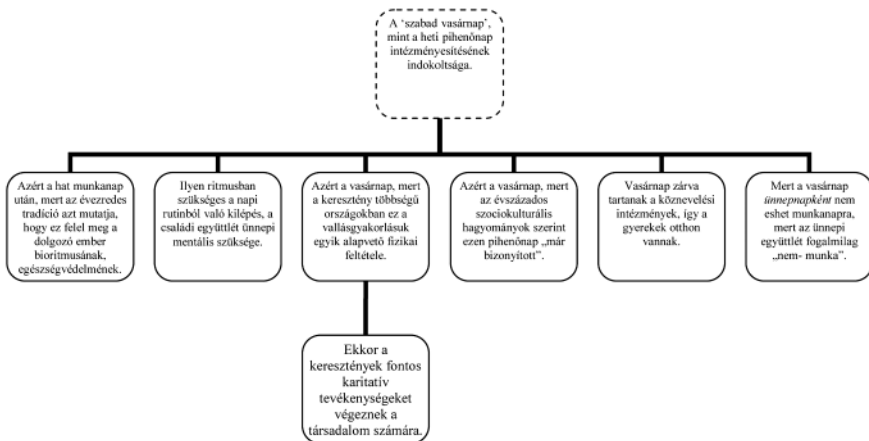 A ‘szabad vasárnap’,
mint a heti pihenőnap
intézményesítésének
indokoltsága.
Azért a hat munkanap
után, mert az évezredes
tradíció azt mutatja,
hogy ez felel meg a
dolgozó ember
bioritmusának,
egészségvédelmének.
Ilyen ritmusban
szükséges a napi
rutinból való kilépés, a
családi együttlét ünnepi
mentális szüksége.
Azért a vasárnap, mert
a keresztény többségű
országokban ez a
vallásgyakorlásuk
egyik alapvető fizikai
feltétele.
Azért a vasárnap, mert
az évszázados
szociokulturális
hagyományok szerint
ezen pihenőnap „már
bizonyított”.
Vasárnap zárva
tartanak a köznevelési
intézmények, így a
gyerekek otthon
vannak.
Mert a vasárnap
ünnepnapként nem
eshet munkanapra,
mert az ünnepi
együttlét fogalmilag
„nem- munka”.
Ekkor a
keresztények fontos
karitatív
tevékenységeket
végeznek a
társadalom számára.